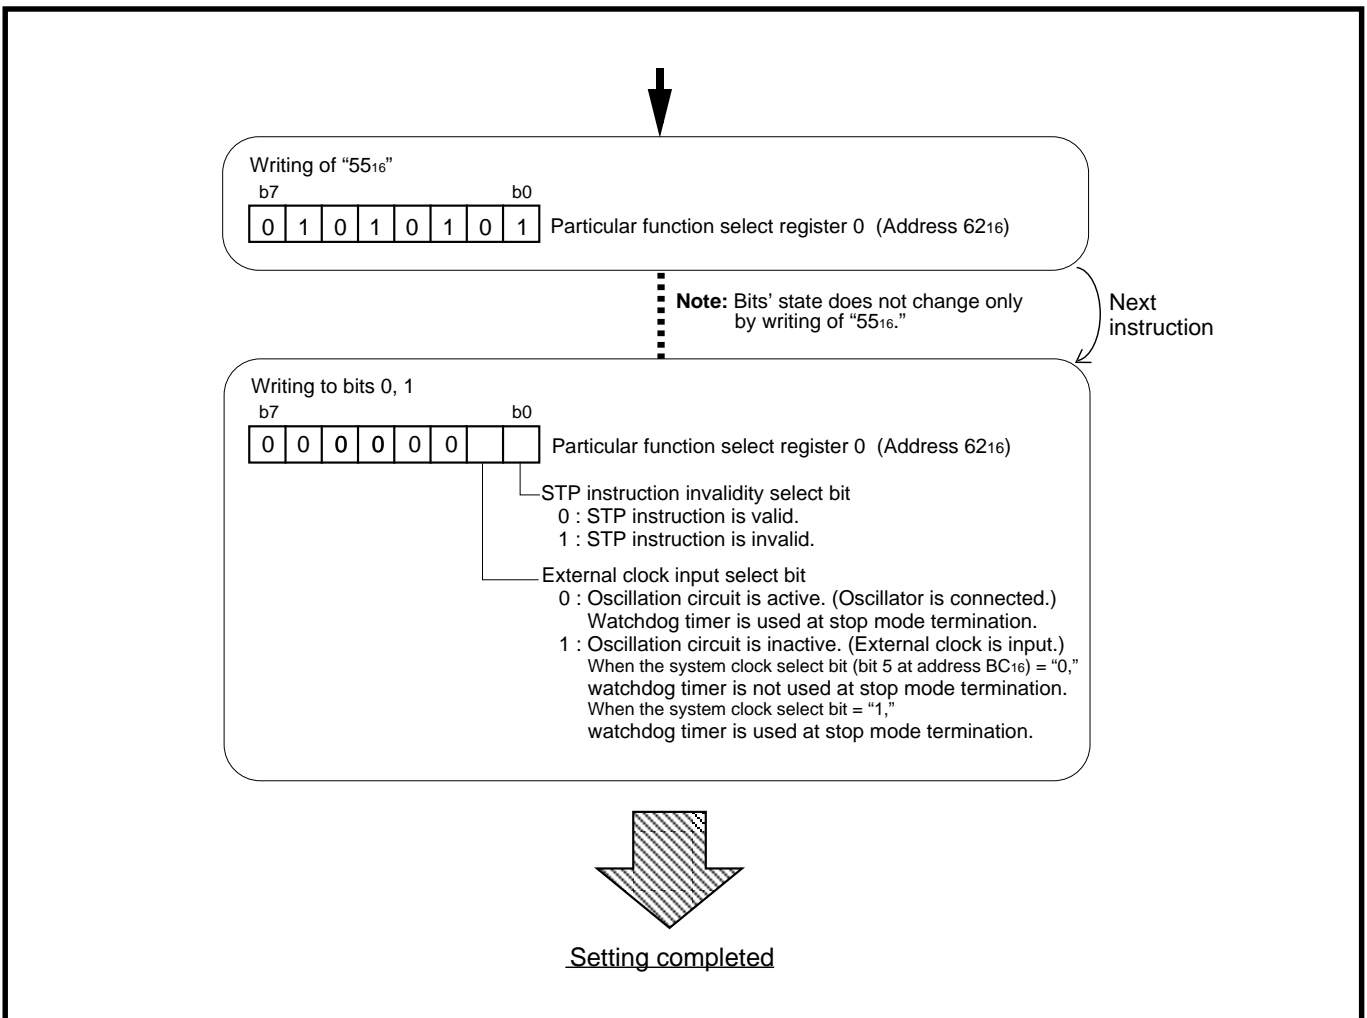 Writing of “5516”
b7 b0
0 1 0 1 0 1 0 1 Particular function select register 0 (Address 6216)
Note: Bits’ state does not change only
by writing of “5516.”
Next
instruction
Writing to bits 0, 1
b7 b0
0 0 0 0 0 0 Particular function select register 0 (Address 6216)
STP instruction invalidity select bit
0 : STP instruction is valid.
1 : STP instruction is invalid.
External clock input select bit
0 : Oscillation circuit is active. (Oscillator is connected.)
Watchdog timer is used at stop mode termination.
1 : Oscillation circuit is inactive. (External clock is input.)
When the system clock select bit (bit 5 at address BC16) = “0,”
watchdog timer is not used at stop mode termination.
When the system clock select bit = “1,”
watchdog timer is used at stop mode termination.
Setting completed